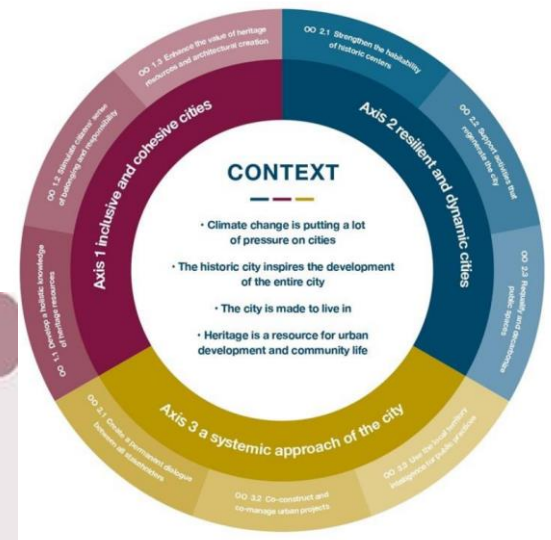 CONTEXT
• Climate change is putting a lot
of pressure on cities
• The historic city inspires the development
of the entire city
• The city is made to live in
• Heritage is a resource for urban
development and community life
Axis 1 inclusive and cohesive cities
OO 1.1 Develop a holistic knowledge
of heritage resources
OO 1.2 Stimulate citizens' sense
of belonging and responsibility
OO 1.3 Enhance the value of heritage
resources and architectural creation
Axis 2 resilient and dynamic cities
OO 2.1 Strengthen the habitability
of historic centers
OO 2.2 Support activities that
regenerate the city
OO 2.3 Requalify and decarbonize
public spaces
Axis 3 a systemic approach of the city
OO 3.1 Create a permanent dialogue
between all stakeholders
OO 3.2 Co-construct and
co-manage urban projects
OO 3.3 Use the local territory
intelligence for public practices